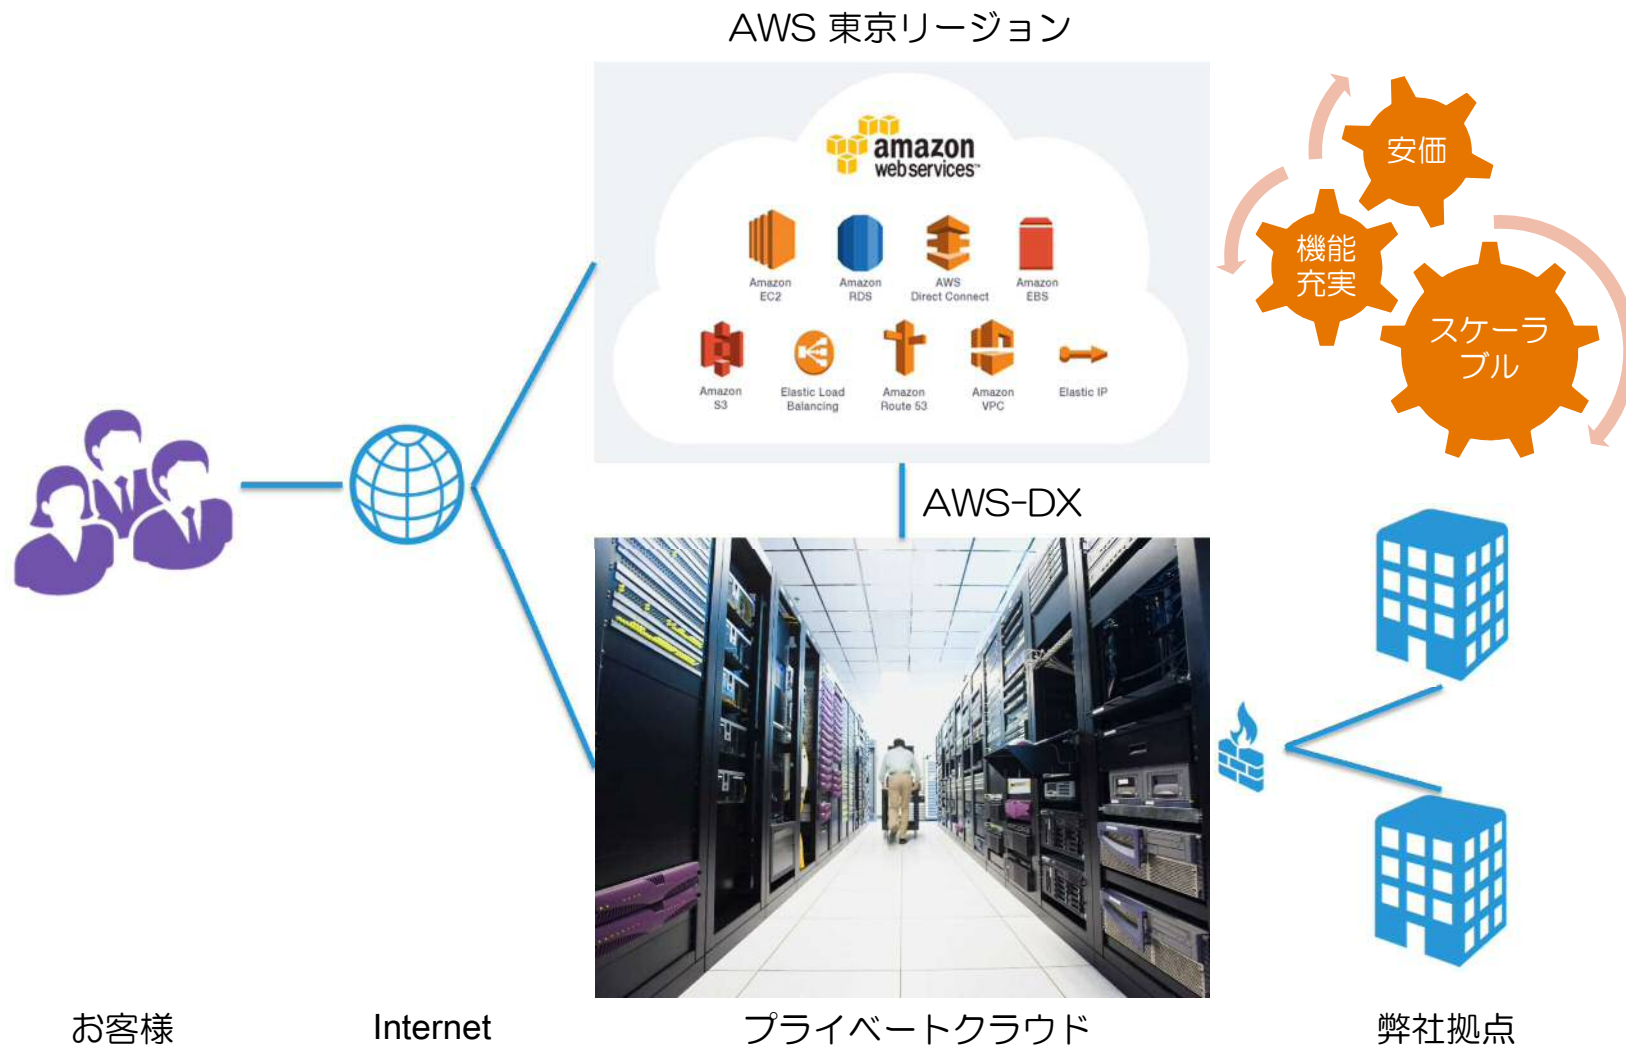 AWS 東京リージョン
amazon
web services™
Amazon
EC2
Amazon
RDS
AWS
Direct Connect
Amazon
EBS
Amazon
S3
Elastic Load
Balancing
Amazon
Route 53
Amazon
VPC
Elastic IP
安価
機能
充実
スケーラ
ブル
AWS-DX
お客様
Internet
プライベートクラウド
弊社拠点